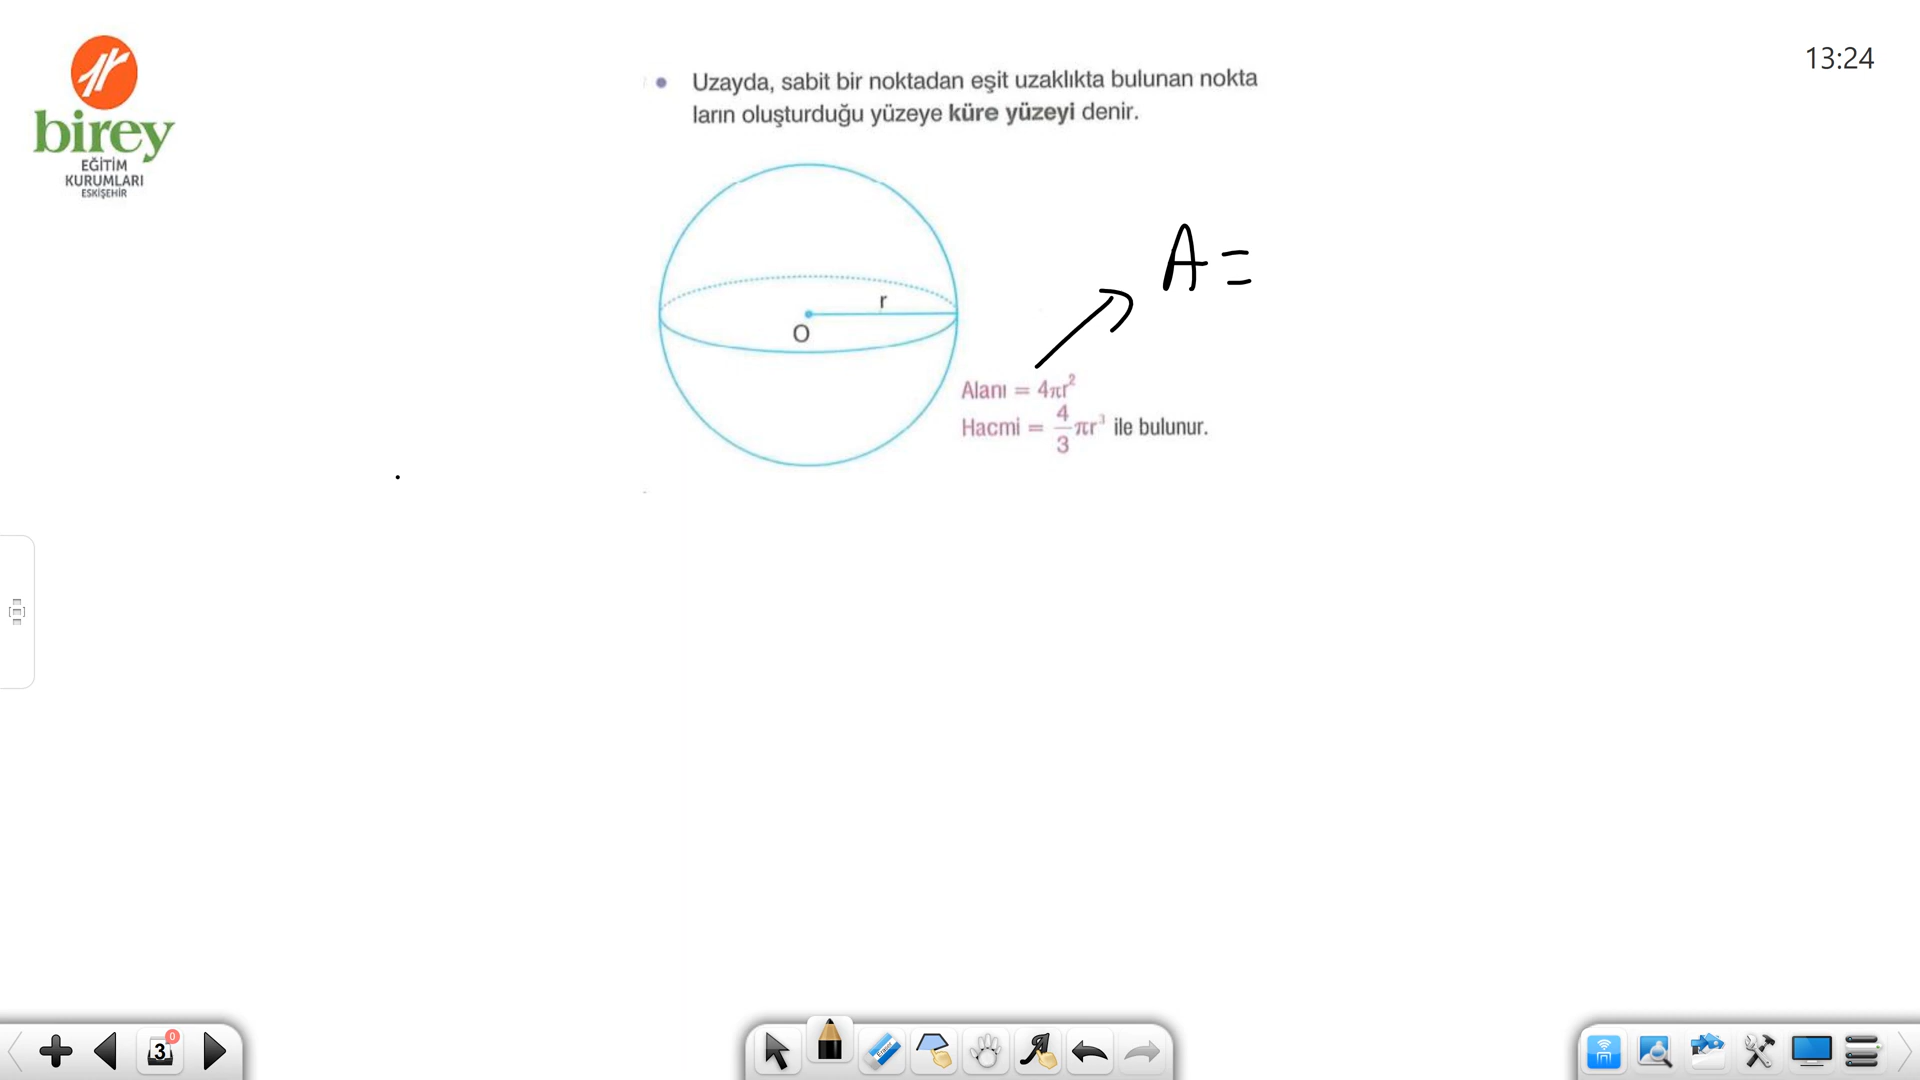 birey
EĞİTİM
KURUMLARI
ESKİŞEHİR
13:24
• Uzayda, sabit bir noktadan eşit uzaklıkta bulunan nokta
ların oluşturduğu yüzeye küre yüzeyi denir.
A =
r
O
Alanı = 4πr²
Hacmi = 4/3 πr³ ile bulunur.
3
0